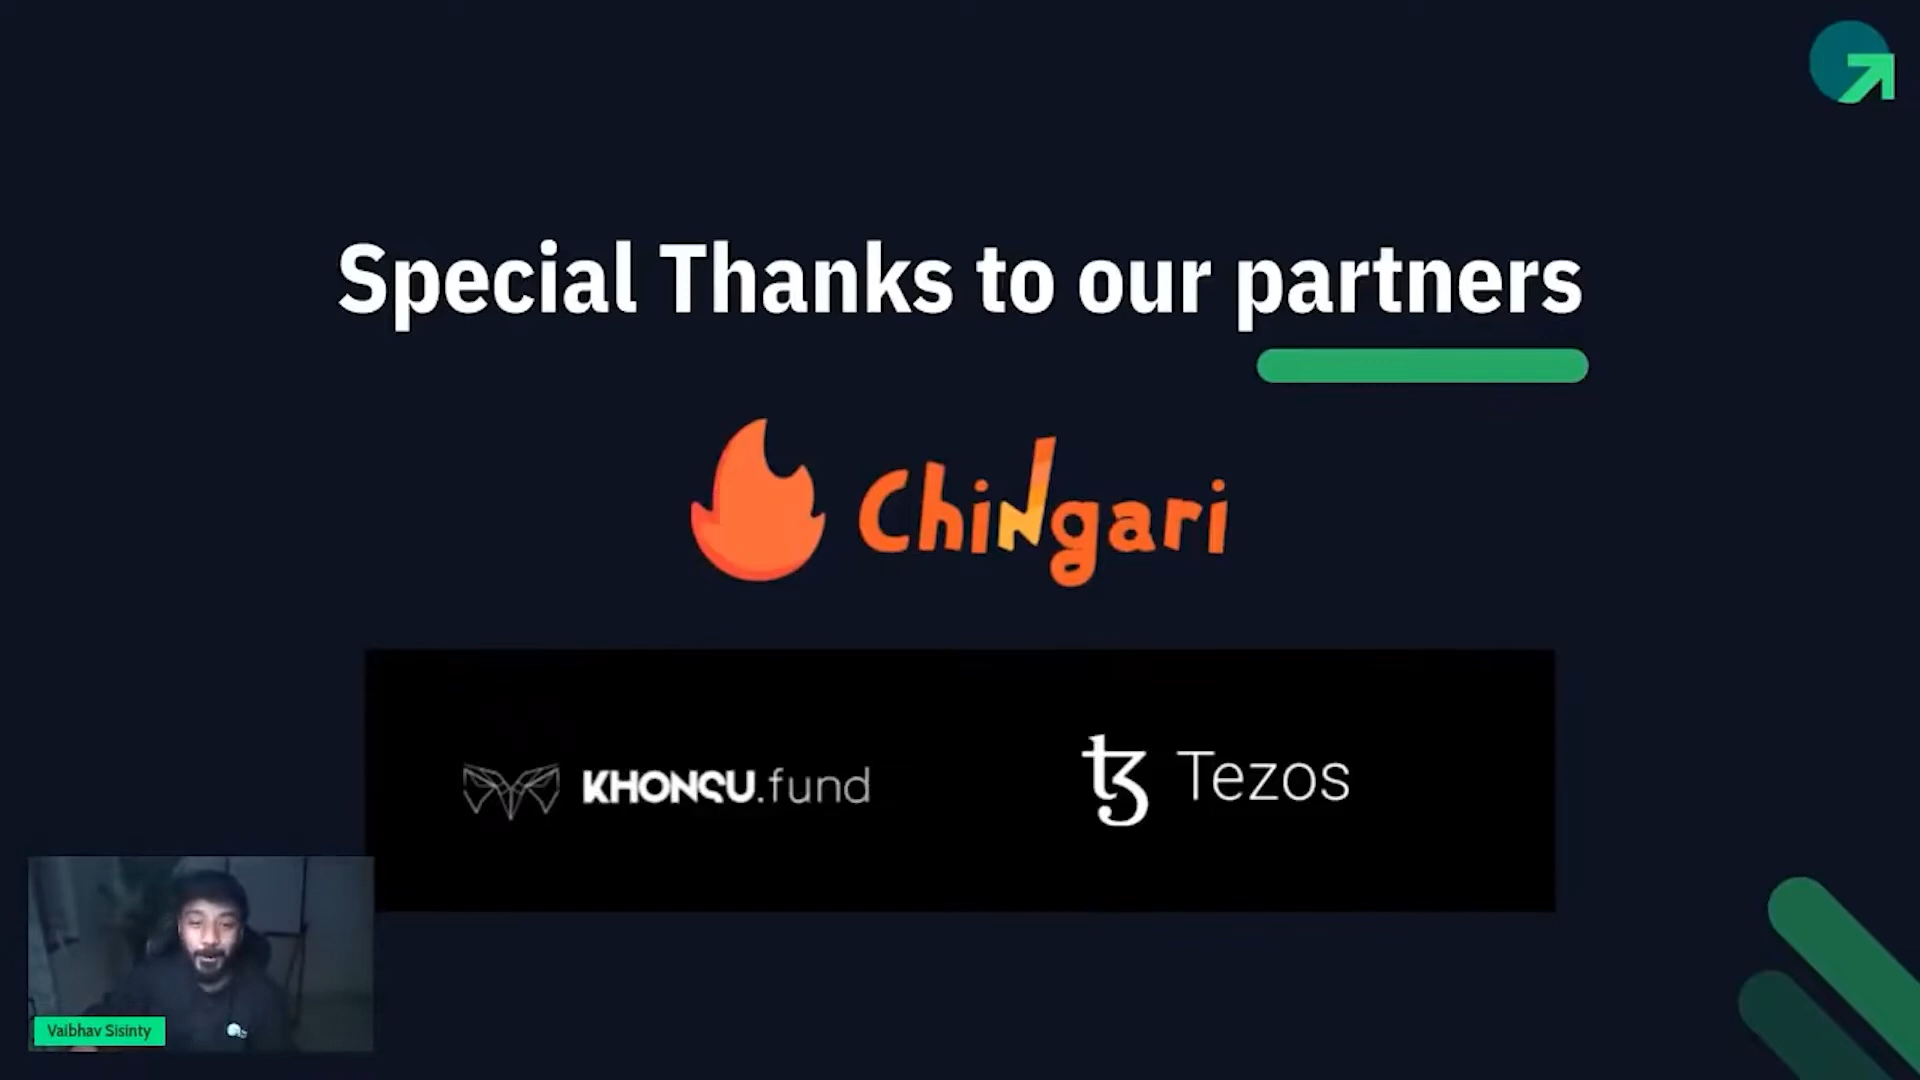 Special Thanks to our partners
ChiNgari
KHONSU.fund
Tezos
Vaibhav Sisinty